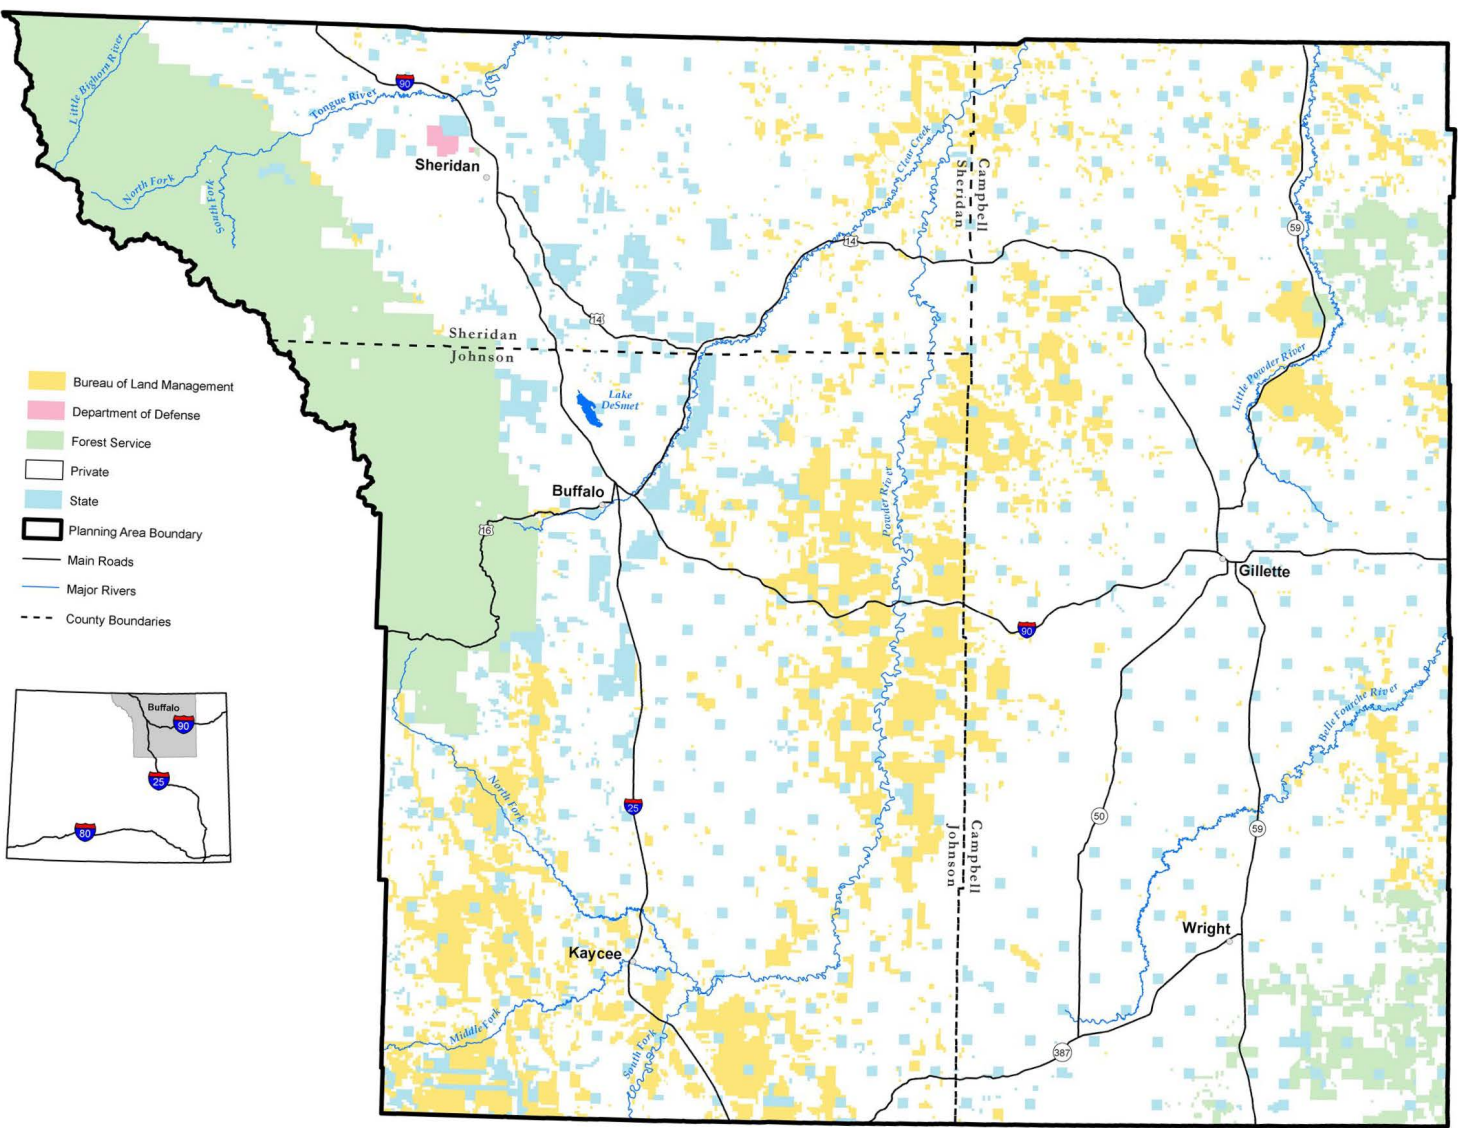 Little Bighorn River
Tongue River
90
Sheridan
North Fork
South Fork
Clear Creek
Campbell
Sheridan
14
59
14
Sheridan
Johnson
Lake
DeSmet
Little Powder River
Bureau of Land Management
Department of Defense
Forest Service
Private
State
Planning Area Boundary
Main Roads
Major Rivers
County Boundaries
Buffalo
16
Powder River
Gillette
90
Buffalo
90
25
80
Belle Fourche River
North Fork
25
50
59
Campbell
Johnson
Wright
Kaycee
Middle Fork
South Fork
387